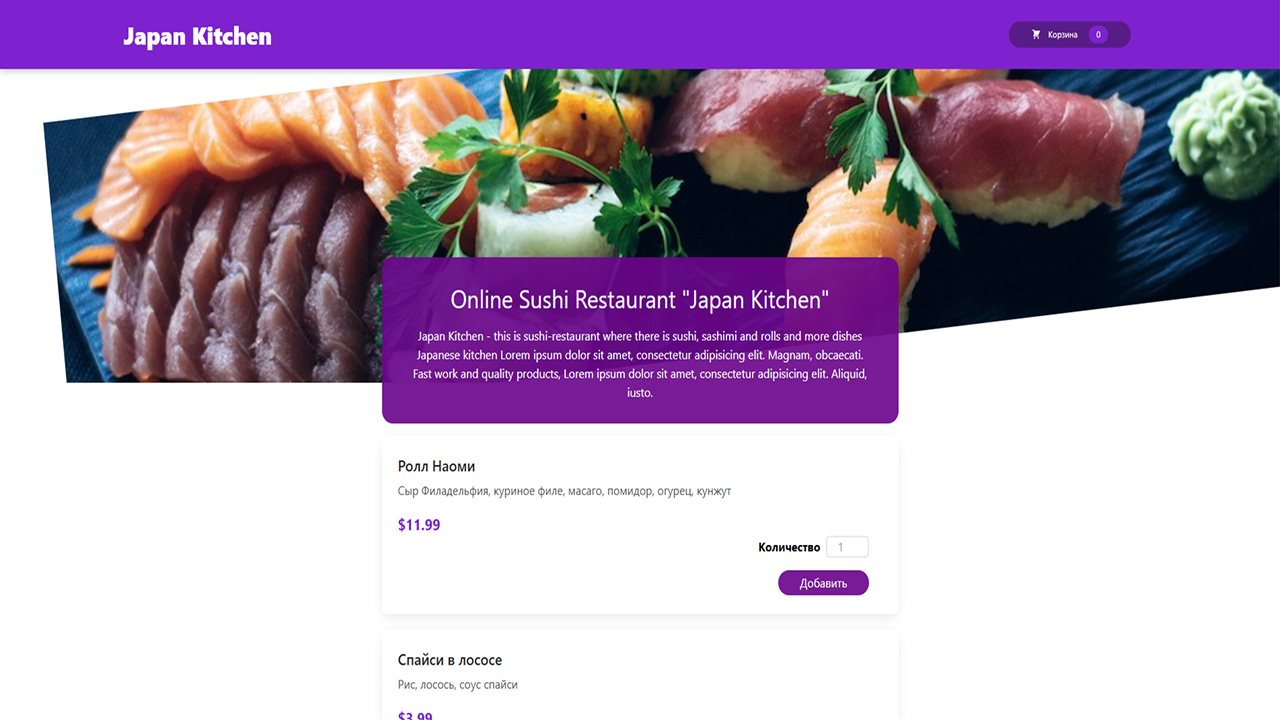 Japan Kitchen
Корзина 0
Online Sushi Restaurant "Japan Kitchen"
Japan Kitchen - this is sushi-restaurant where there is sushi, sashimi and rolls and more dishes
Japanese kitchen Lorem ipsum dolor sit amet, consectetur adipisicing elit. Magnam, obcaecati.
Fast work and quality products, Lorem ipsum dolor sit amet, consectetur adipisicing elit. Aliquid,
iusto.
Ролл Наоми
Сыр Филадельфия, куриное филе, масаго, помидор, огурец, кунжут
$11.99
Количество 1
Добавить
Спайси в лососе
Рис, лосось, соус спайси
$3.99